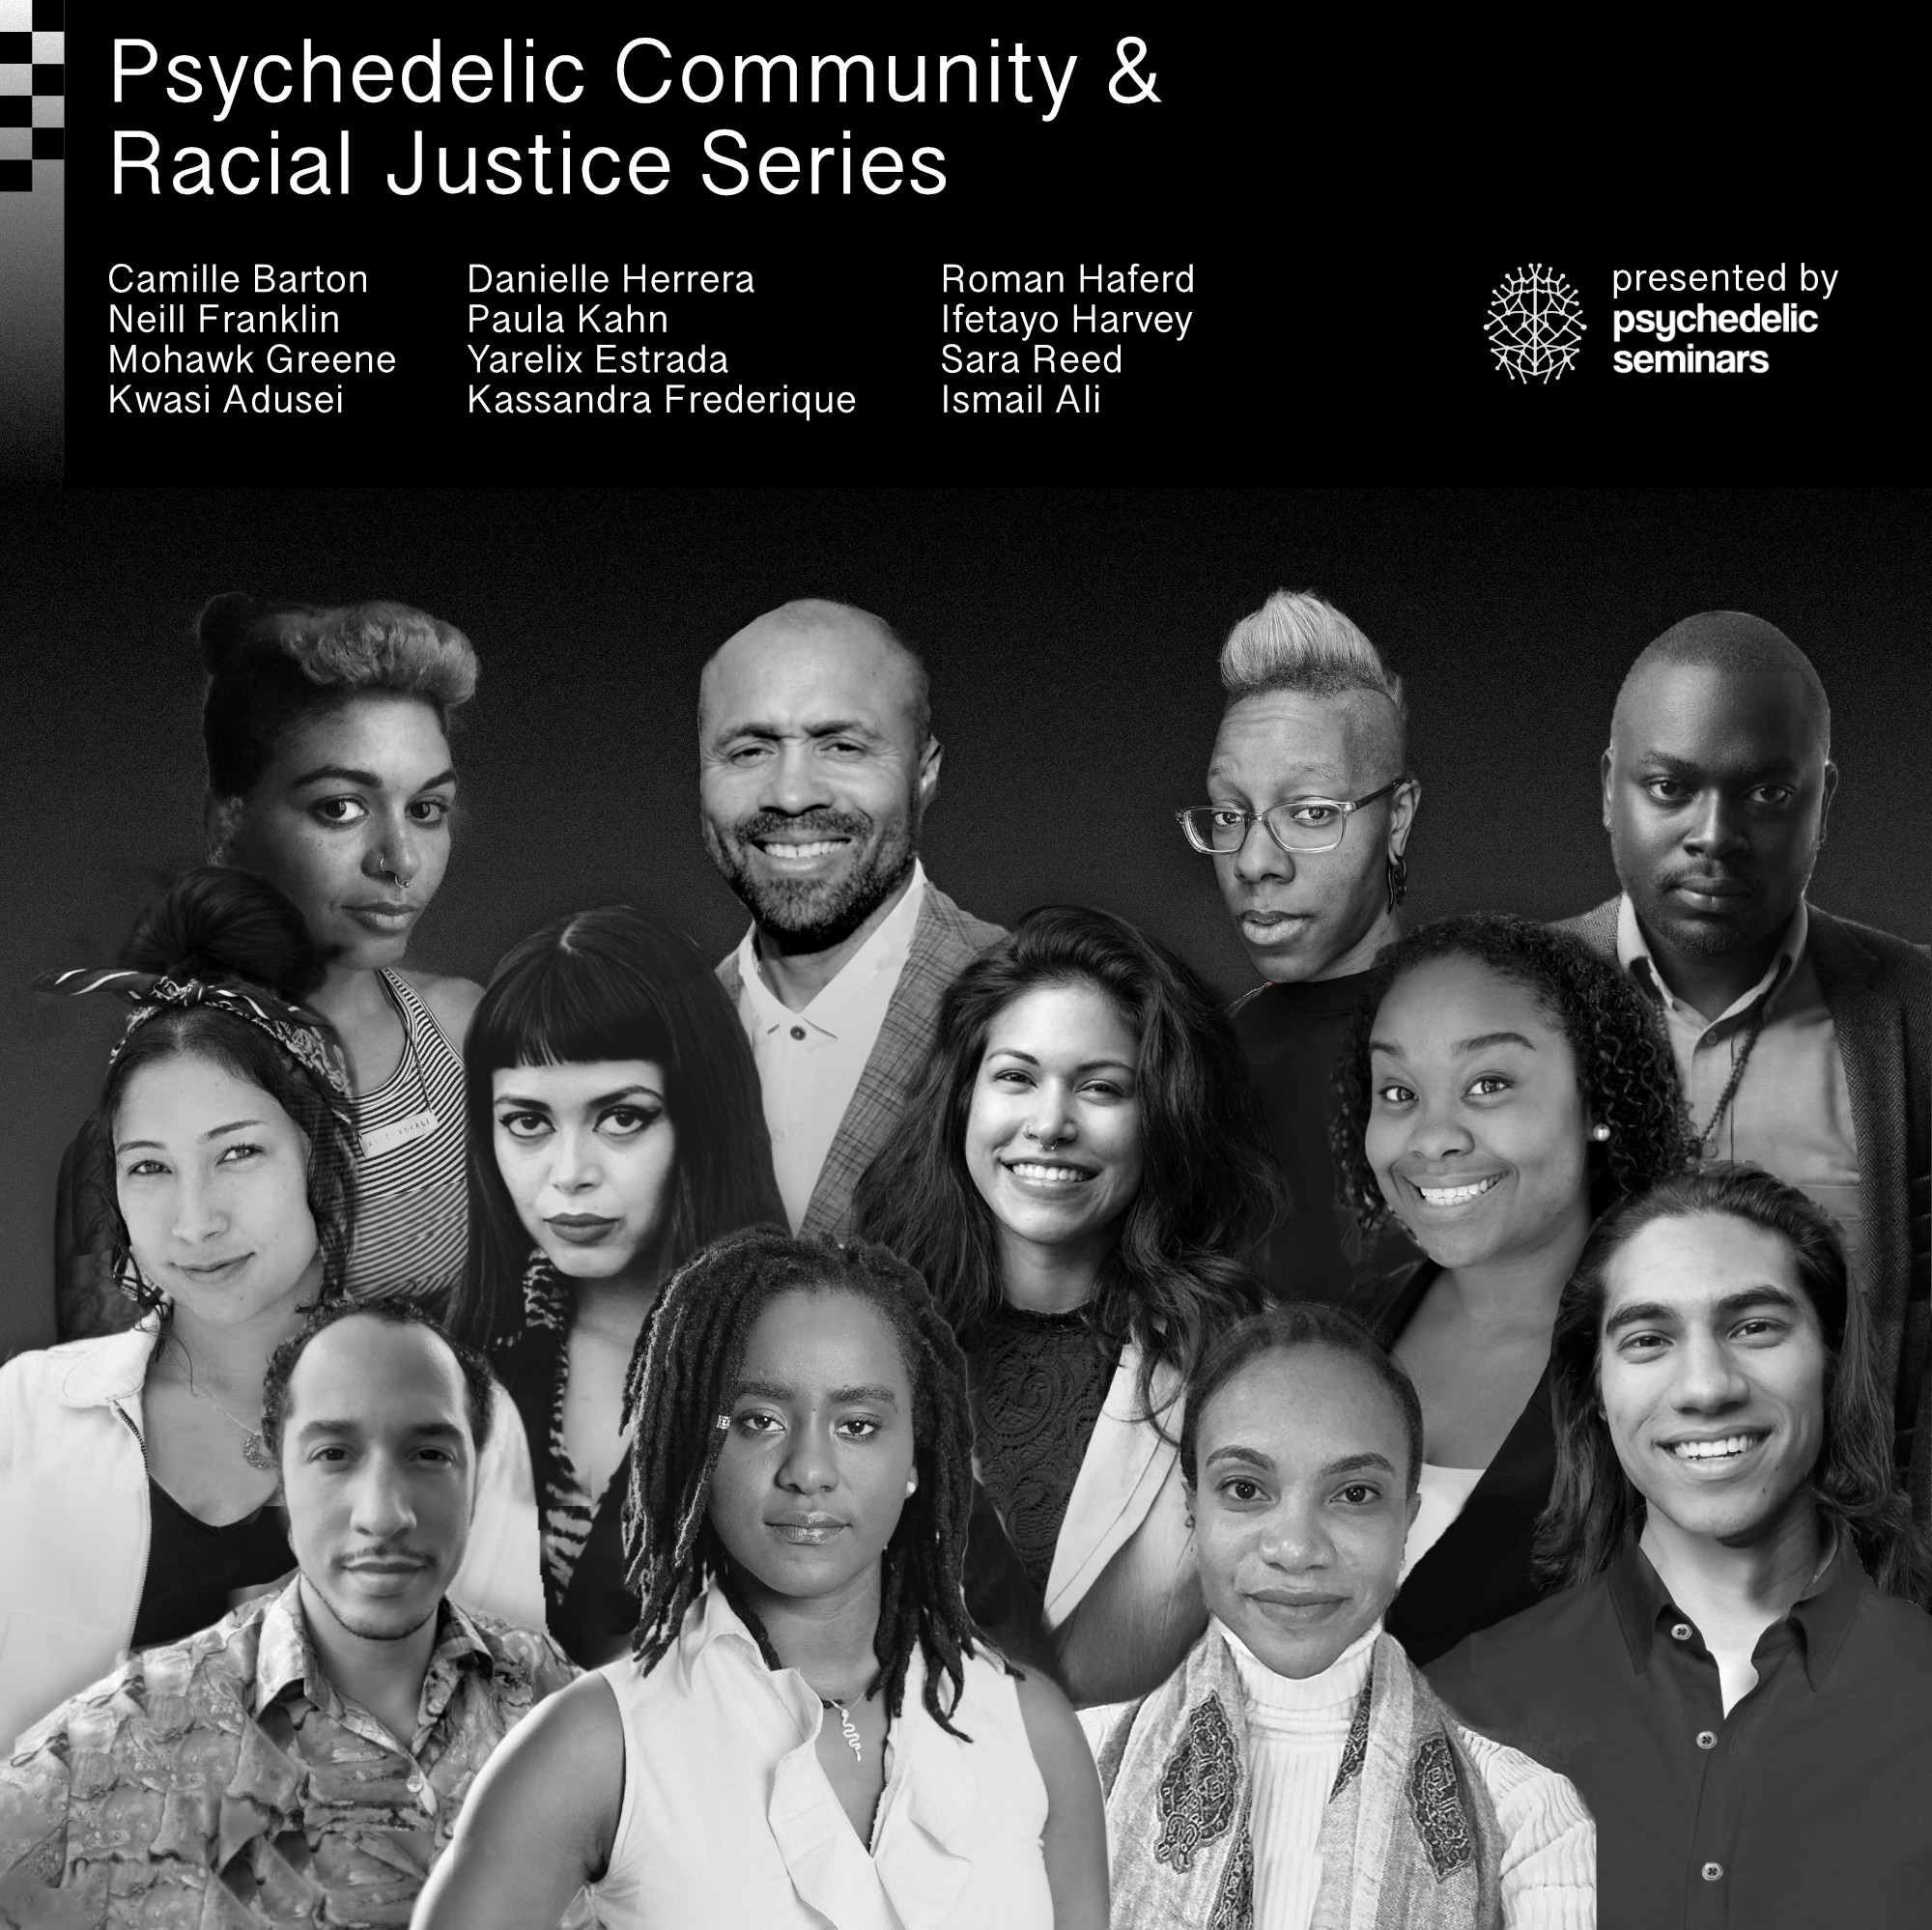 Psychedelic Community &
Racial Justice Series
Camille Barton
Neill Franklin
Mohawk Greene
Kwasi Adusei
Danielle Herrera
Paula Kahn
Yarelix Estrada
Kassandra Frederique
Roman Haferd
Ifetayo Harvey
Sara Reed
Ismail Ali
presented by
psychedelic
seminars